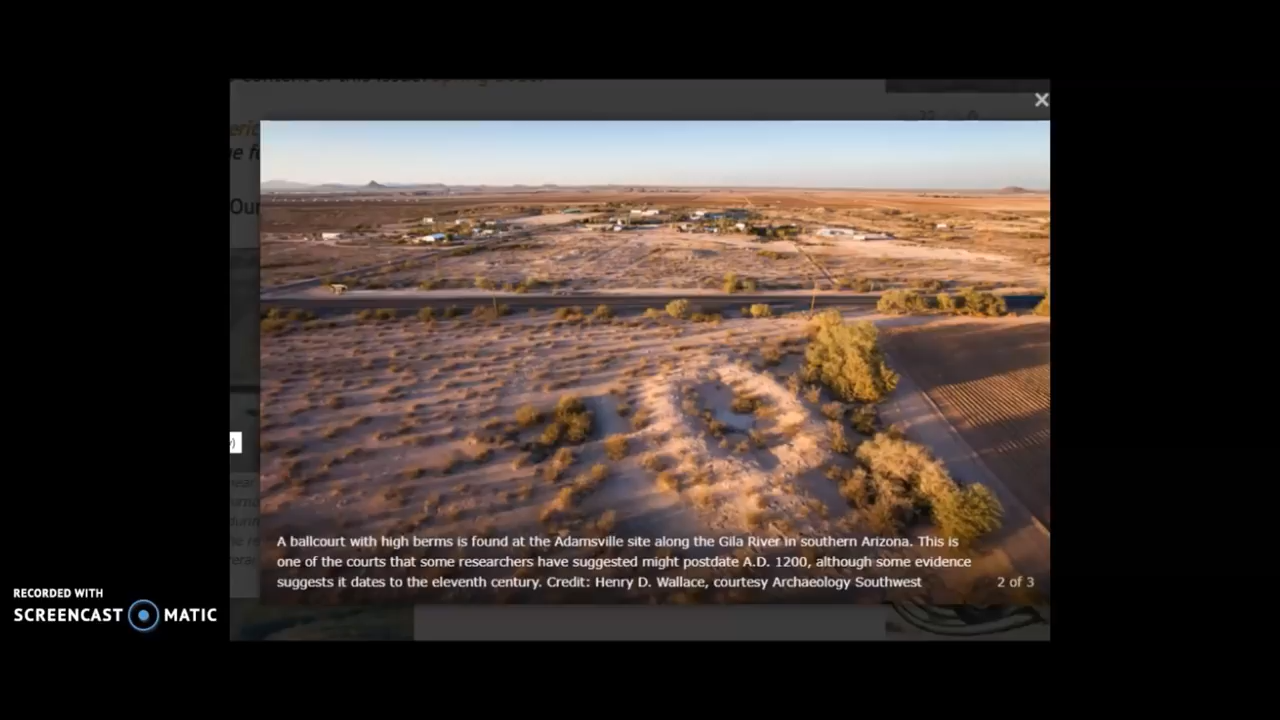 Our
A ballcourt with high berms is found at the Adamsville site along the Gila River in southern Arizona. This is
one of the courts that some researchers have suggested might postdate A.D. 1200, although some evidence
suggests it dates to the eleventh century. Credit: Henry D. Wallace, courtesy Archaeology Southwest
2 of 3
RECORDED WITH
SCREENCAST MATIC